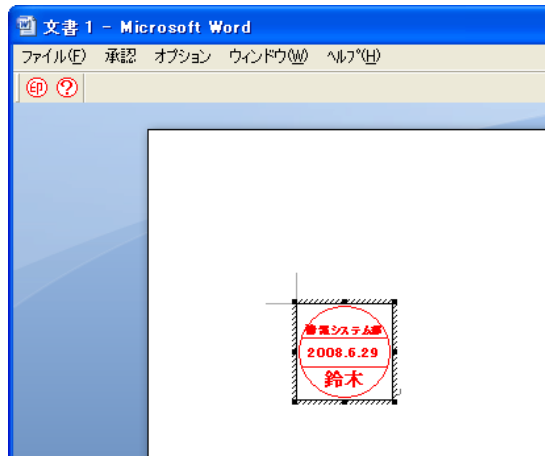 文書 1 - Microsoft Word
ファイル(F) 承認 オプション ウィンドウ(W) ヘルプ(H)
印 ?
システム部
2008.6.29
鈴木